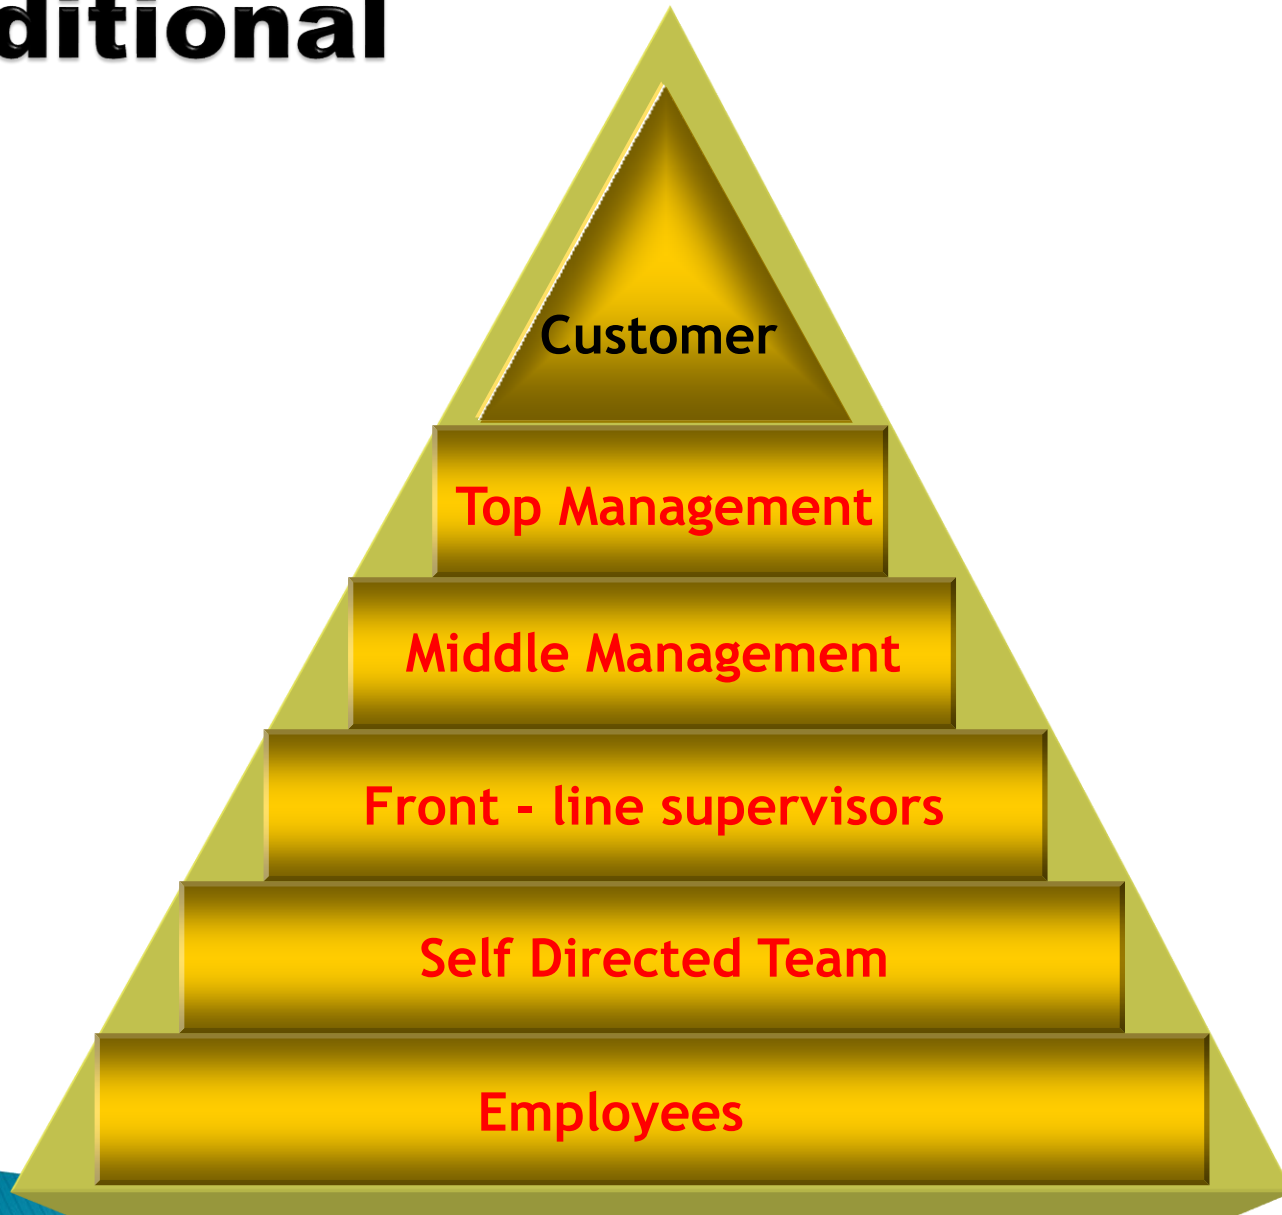 ditional
Customer
Top Management
Middle Management
Front - line supervisors
Self Directed Team
Employees